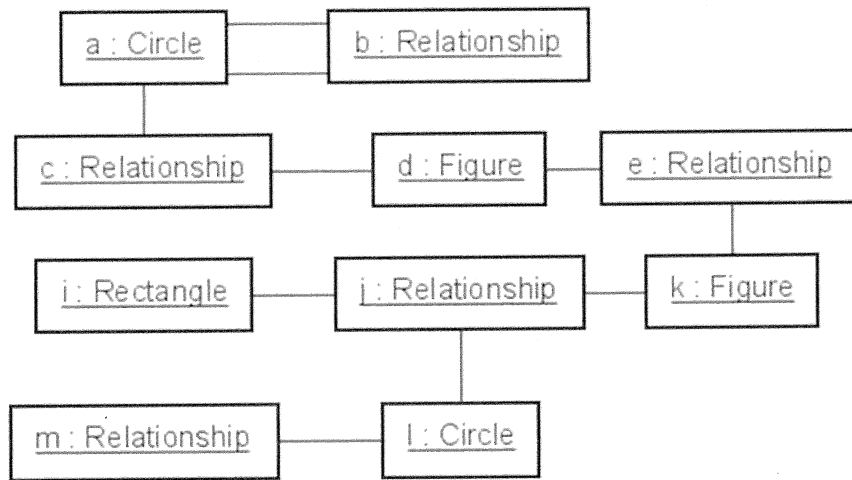 a : Circle
b : Relationship
c : Relationship
d : Figure
e : Relationship
i : Rectangle
j : Relationship
k : Figure
m : Relationship
l : Circle